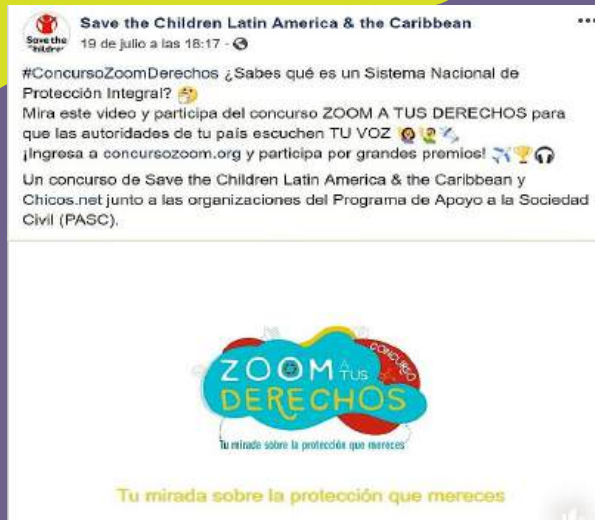 Save the Children Latin America & the Caribbean
Save the Children
19 de julio a las 18:17 ·
#ConcursoZoomDerechos ¿Sabes qué es un Sistema Nacional de
Protección Integral? 🤔
Mira este video y participa del concurso ZOOM A TUS DERECHOS para
que las autoridades de tu país escuchen TU VOZ
¡Ingresa a concursozoom.org y participa por grandes premios! ✈️🏆🎧
Un concurso de Save the Children Latin America & the Caribbean y
Chicos.net junto a las organizaciones del Programa de Apoyo a la Sociedad
Civil (PASC).
CONCURSO
ZOOM A TUS
DERECHOS
Tu mirada sobre la protección que mereces
Tu mirada sobre la protección que mereces